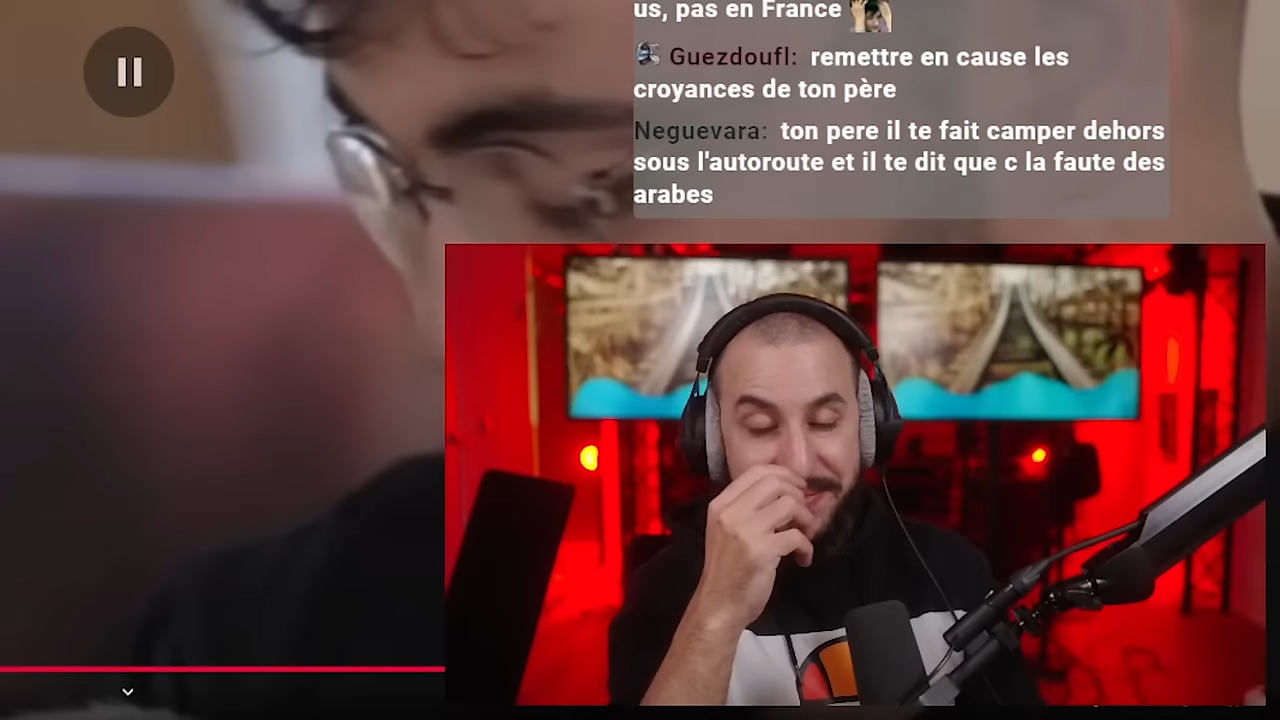 us, pas en France
Guezdoufl: remettre en cause les
croyances de ton père
Neguevara: ton pere il te fait camper dehors
sous l'autoroute et il te dit que c la faute des
arabes